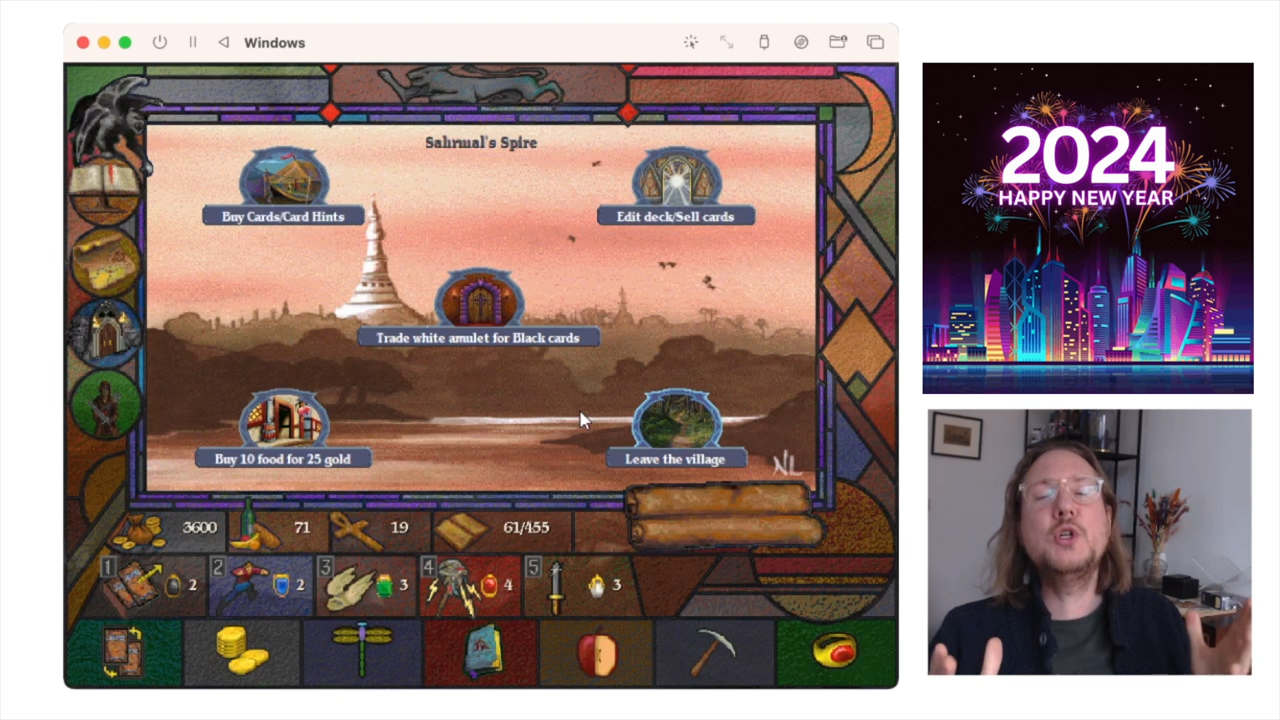 Windows
Sahrmal's Spire
Buy Cards/Card Hints
Edit deck/Sell cards
Trade white amulet for Black cards
Buy 10 food for 25 gold
Leave the village
NL
3600
71
19
61/455
1
2
2
2
3
3
4
4
5
3
2024
HAPPY NEW YEAR